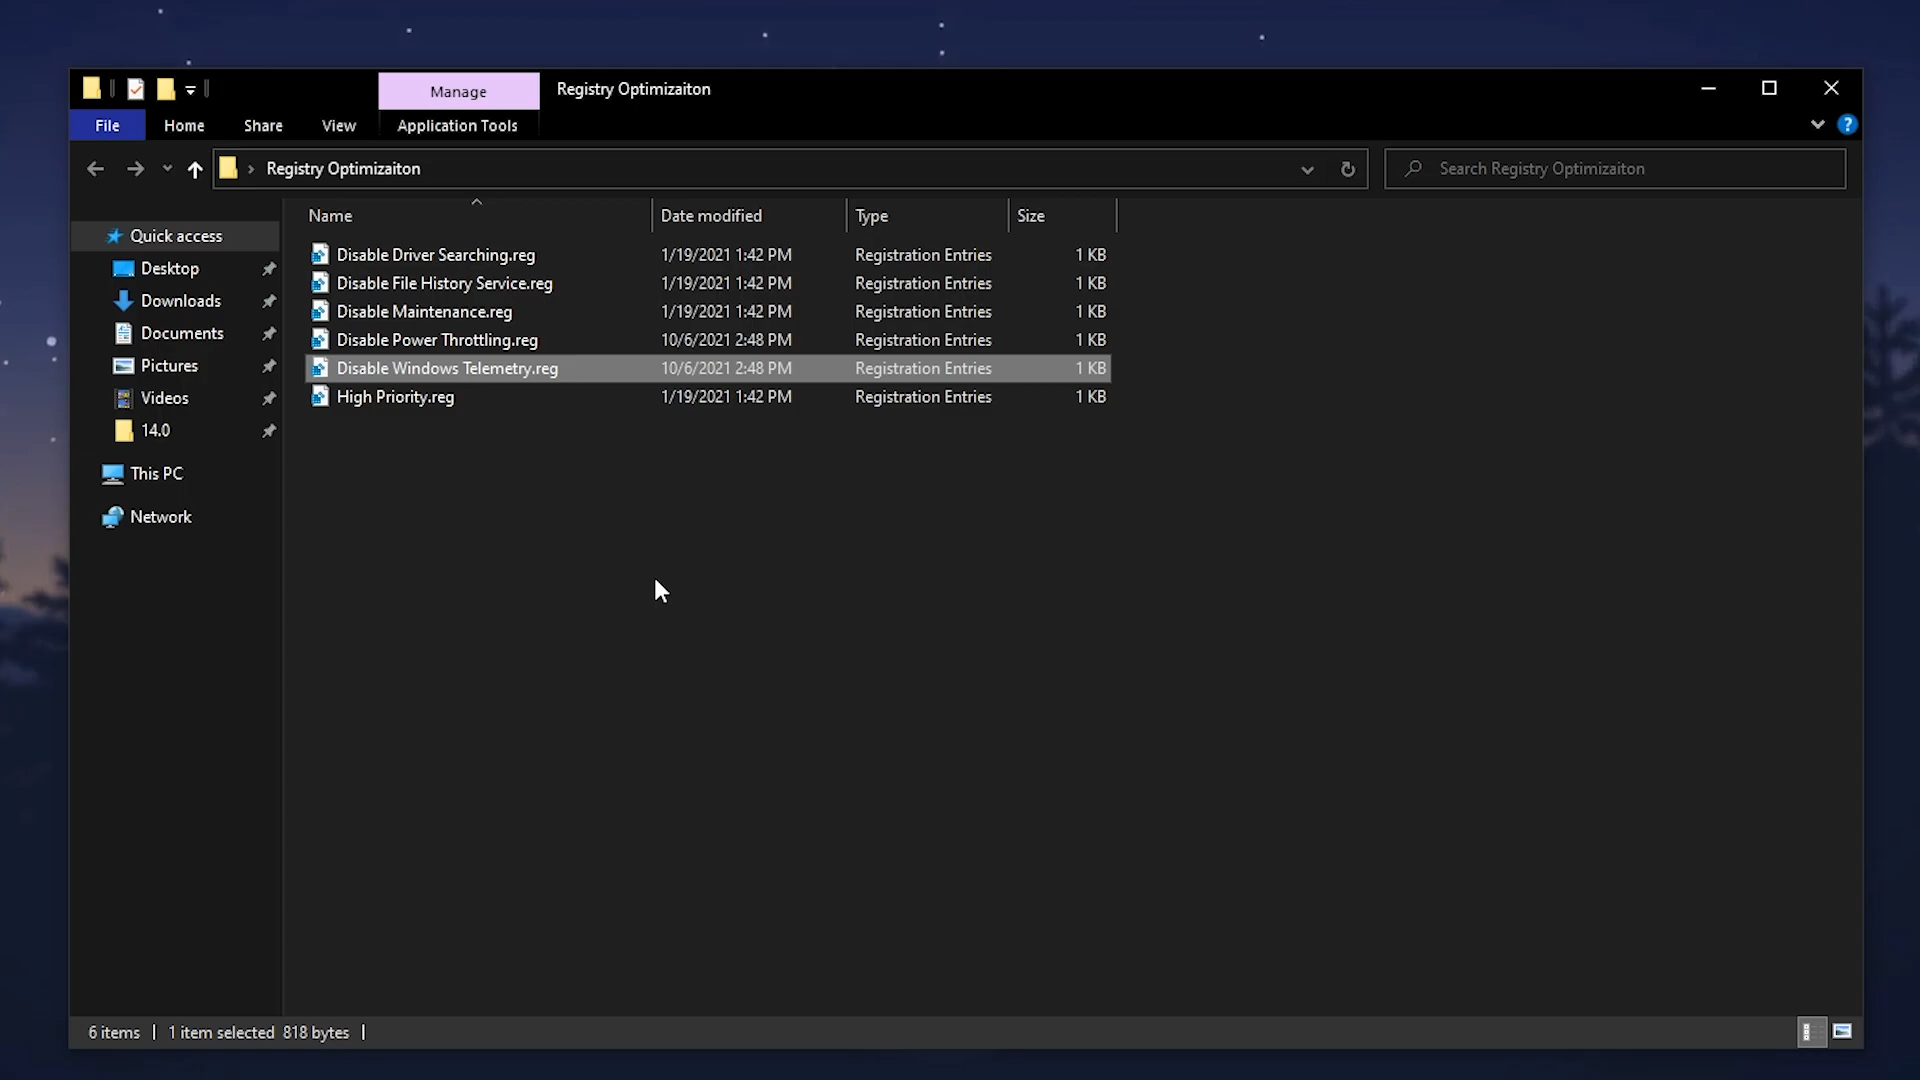 Manage
Registry Optimizaiton
File Home Share View Application Tools
Registry Optimizaiton
Search Registry Optimizaiton
Quick access
Desktop
Downloads
Documents
Pictures
Videos
14.0
This PC
Network
Name Date modified Type Size
Disable Driver Searching.reg 1/19/2021 1:42 PM Registration Entries 1 KB
Disable File History Service.reg 1/19/2021 1:42 PM Registration Entries 1 KB
Disable Maintenance.reg 1/19/2021 1:42 PM Registration Entries 1 KB
Disable Power Throttling.reg 10/6/2021 2:48 PM Registration Entries 1 KB
Disable Windows Telemetry.reg 10/6/2021 2:48 PM Registration Entries 1 KB
High Priority.reg 1/19/2021 1:42 PM Registration Entries 1 KB
6 items 1 item selected 818 bytes